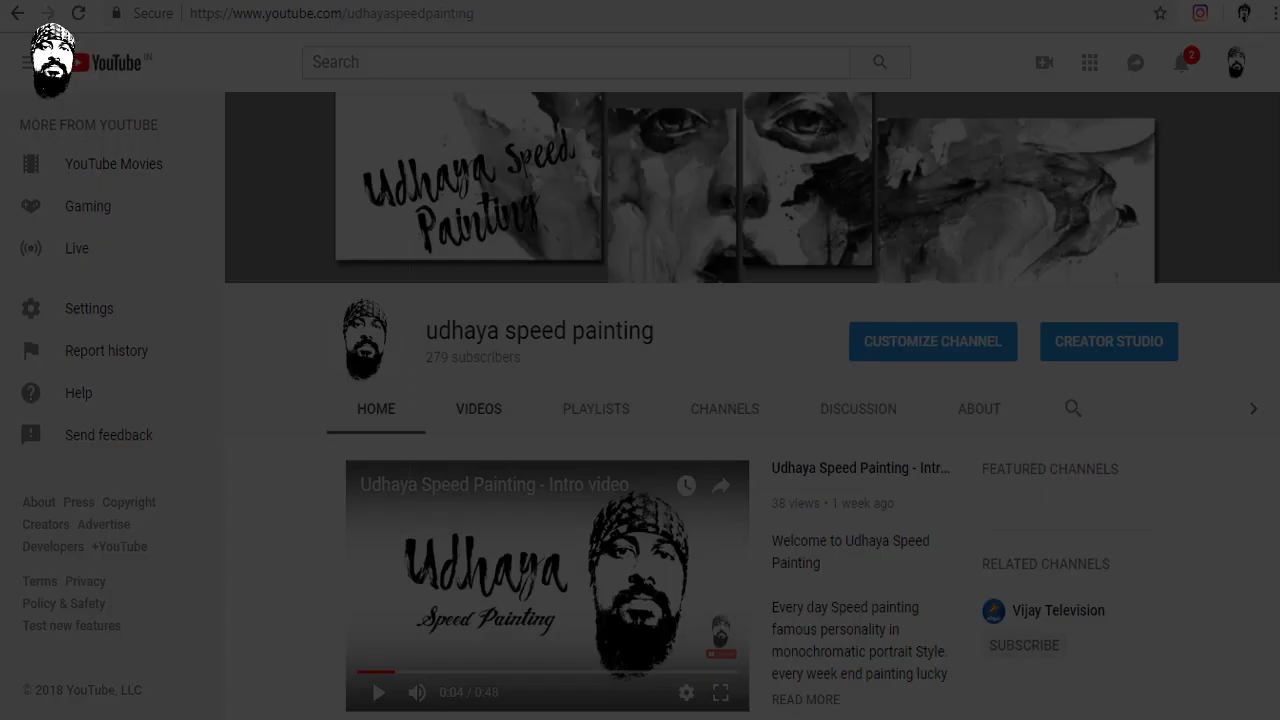 Secure https://www.youtube.com/udhayaspeedpainting
YouTube IN
Search
2
MORE FROM YOUTUBE
YouTube Movies
Gaming
Live
Settings
Report history
Help
Send feedback
About Press Copyright
Creators Advertise
Developers +YouTube
Terms Privacy
Policy & Safety
Test new features
© 2018 YouTube, LLC
Udhaya Speed
Painting
udhaya speed painting
279 subscribers
CUSTOMIZE CHANNEL
CREATOR STUDIO
HOME VIDEOS PLAYLISTS CHANNELS DISCUSSION ABOUT
Udhaya Speed Painting - Intro video
Udhaya
Speed Painting
0:04 / 0:48
Udhaya Speed Painting - Intr...
38 views • 1 week ago
Welcome to Udhaya Speed
Painting
Every day Speed painting
famous personality in
monochromatic portrait Style.
every week end painting lucky
READ MORE
FEATURED CHANNELS
RELATED CHANNELS
Vijay Television
SUBSCRIBE